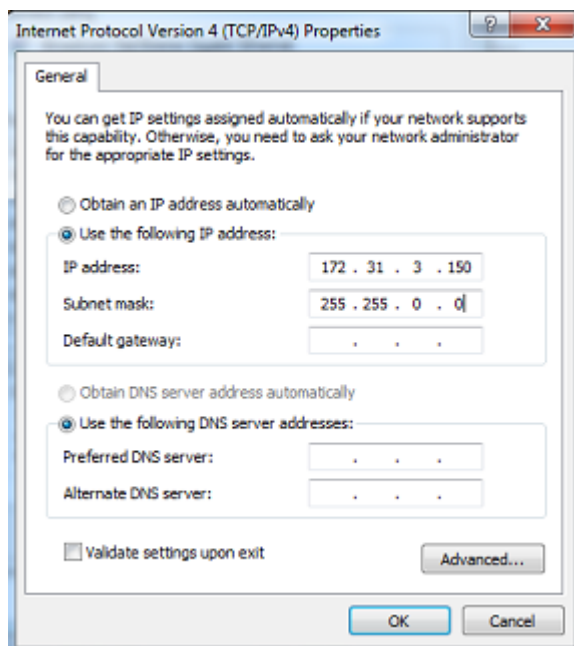 Internet Protocol Version 4 (TCP/IPv4) Properties
General
You can get IP settings assigned automatically if your network supports
this capability. Otherwise, you need to ask your network administrator
for the appropriate IP settings.
Obtain an IP address automatically
Use the following IP address:
IP address: 172 . 31 . 3 . 150
Subnet mask: 255 . 255 . 0 . 0
Default gateway: . . .
Obtain DNS server address automatically
Use the following DNS server addresses:
Preferred DNS server: . . .
Alternate DNS server: . . .
Validate settings upon exit
Advanced...
OK Cancel